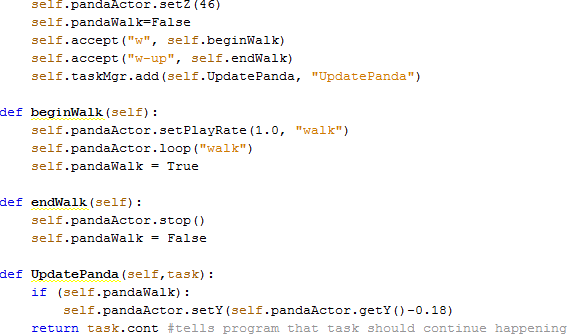 self.pandaActor.setZ(46)
self.pandaWalk=False
self.accept("w", self.beginWalk)
self.accept("w-up", self.endWalk)
self.taskMgr.add(self.UpdatePanda, "UpdatePanda")
def beginWalk(self):
self.pandaActor.setPlayRate(1.0, "walk")
self.pandaActor.loop("walk")
self.pandaWalk = True
def endWalk(self):
self.pandaActor.stop()
self.pandaWalk = False
def UpdatePanda(self,task):
if (self.pandaWalk):
self.pandaActor.setY(self.pandaActor.getY()-0.18)
return task.cont #tells program that task should continue happening